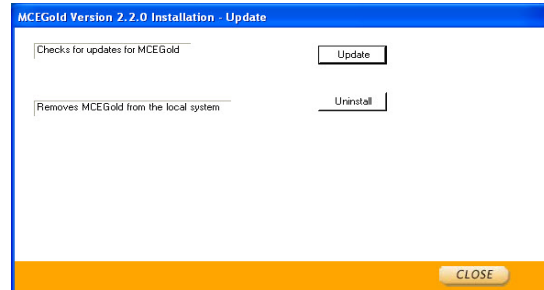 MCEGold Version 2.2.0 Installation - Update
Checks for updates for MCEGold
Update
Removes MCEGold from the local system
Uninstall
CLOSE